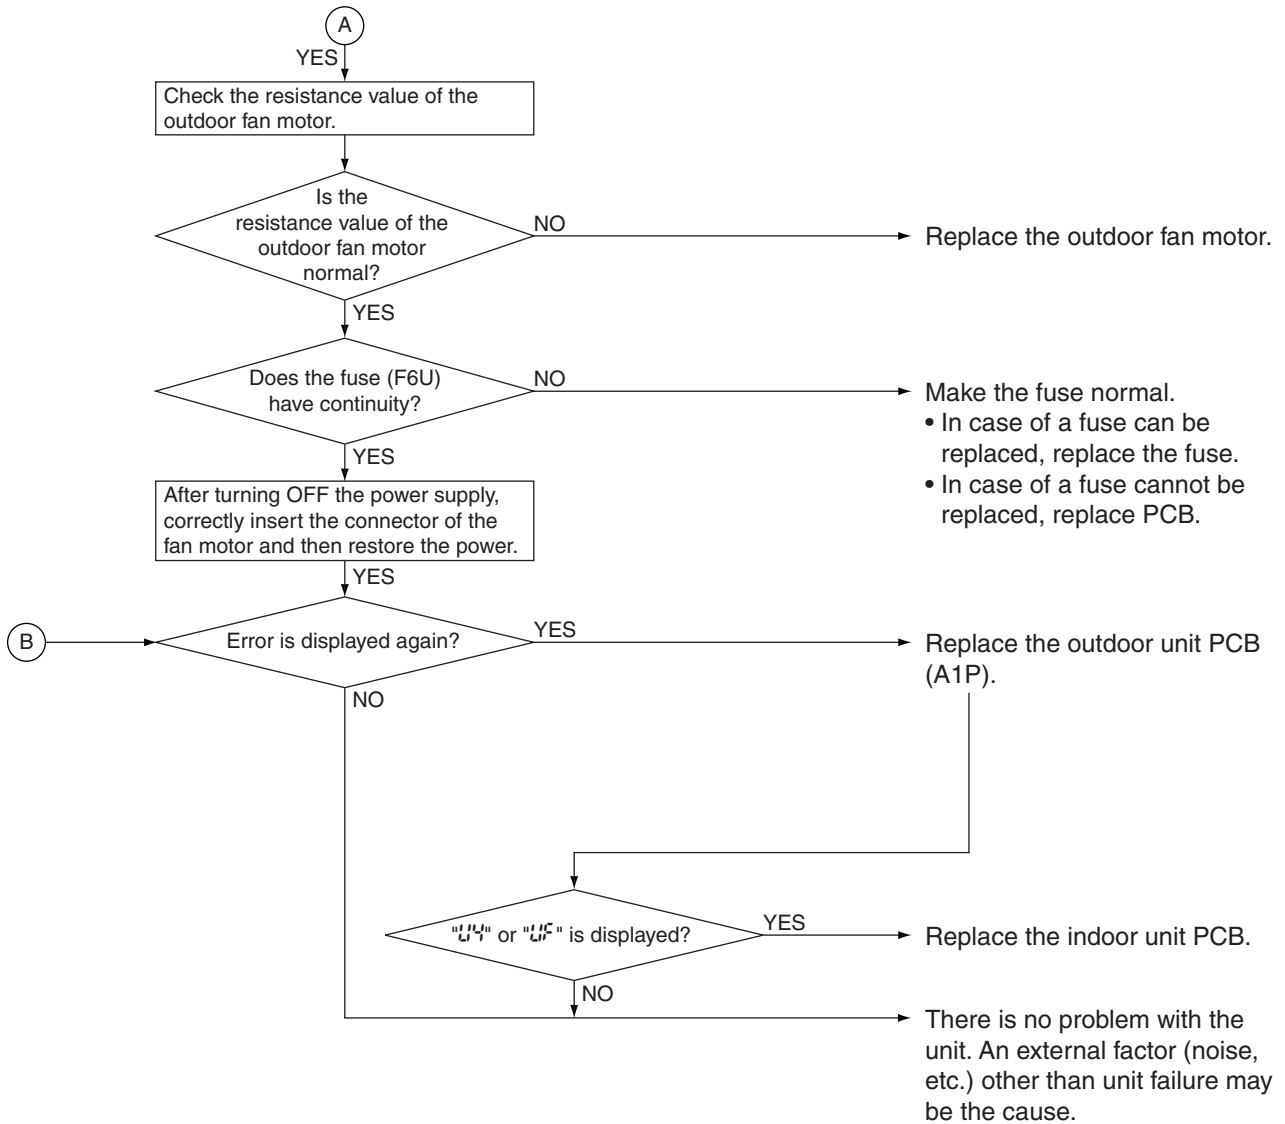 A
YES
Check the resistance value of the
outdoor fan motor.
Is the
resistance value of the
outdoor fan motor
normal?
NO
Replace the outdoor fan motor.
YES
Does the fuse (F6U)
have continuity?
NO
Make the fuse normal.
• In case of a fuse can be
replaced, replace the fuse.
• In case of a fuse cannot be
replaced, replace PCB.
YES
After turning OFF the power supply,
correctly insert the connector of the
fan motor and then restore the power.
YES
B
Error is displayed again?
YES
Replace the outdoor unit PCB
(A1P).
NO
"U4" or "UF" is displayed?
YES
Replace the indoor unit PCB.
NO
There is no problem with the
unit. An external factor (noise,
etc.) other than unit failure may
be the cause.